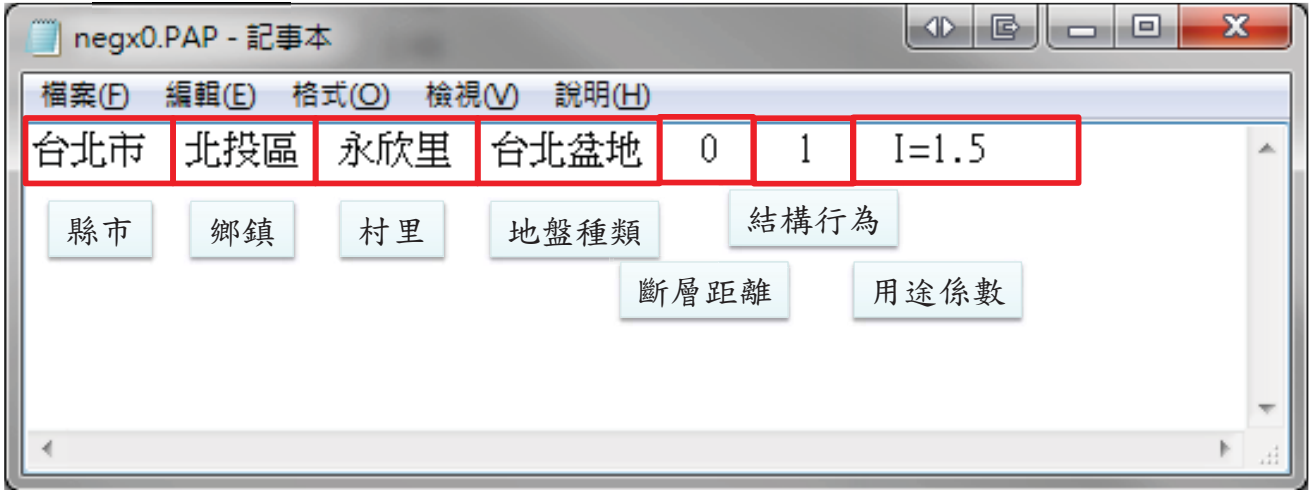 negx0.PAP - 記事本
檔案(F) 編輯(E) 格式(O) 檢視(V) 說明(H)
台北市 北投區 永欣里 台北盆地 0 1 I=1.5
縣市 鄉鎮 村里 地盤種類 結構行為
斷層距離 用途係數